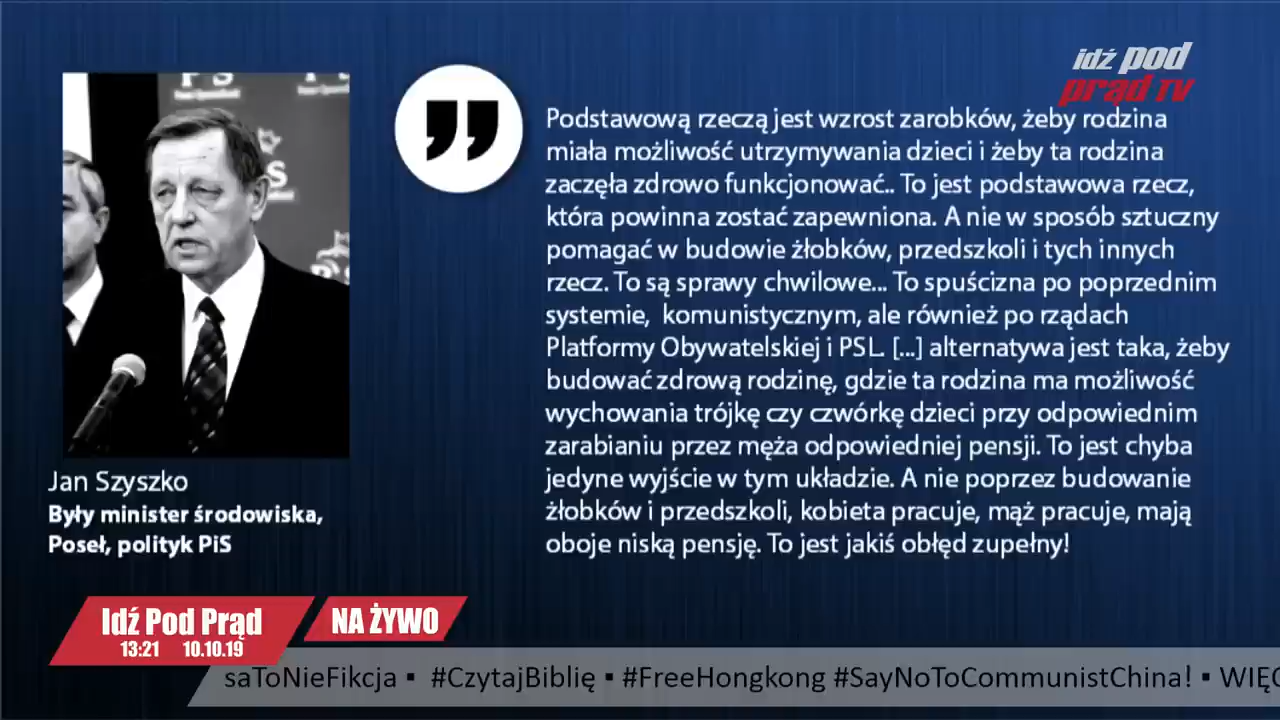 idź pod
prąd TV
Podstawową rzeczą jest wzrost zarobków, żeby rodzina
miała możliwość utrzymywania dzieci i żeby ta rodzina
zaczęła zdrowo funkcjonować.. To jest podstawowa rzecz,
która powinna zostać zapewniona. A nie w sposób sztuczny
pomagać w budowie żłobków, przedszkoli i tych innych
rzecz. To są sprawy chwilowe... To spuścizna po poprzednim
systemie, komunistycznym, ale również po rządach
Platformy Obywatelskiej i PSL. [...] alternatywa jest taka, żeby
budować zdrową rodzinę, gdzie ta rodzina ma możliwość
wychowania trójkę czy czwórkę dzieci przy odpowiednim
zarabianiu przez męża odpowiedniej pensji. To jest chyba
jedyne wyjście w tym układzie. A nie poprzez budowanie
żłobków i przedszkoli, kobieta pracuje, mąż pracuje, mają
oboje niską pensję. To jest jakiś obłęd zupełny!
Jan Szyszko
Były minister środowiska,
Poseł, polityk PiS
Idź Pod Prąd
13:21 10.10.19
NA ŻYWO
saToNieFikcja ▪ #CzytajBiblię ▪ #FreeHongkong #SayNoToCommunistChina! ▪ WIĘC